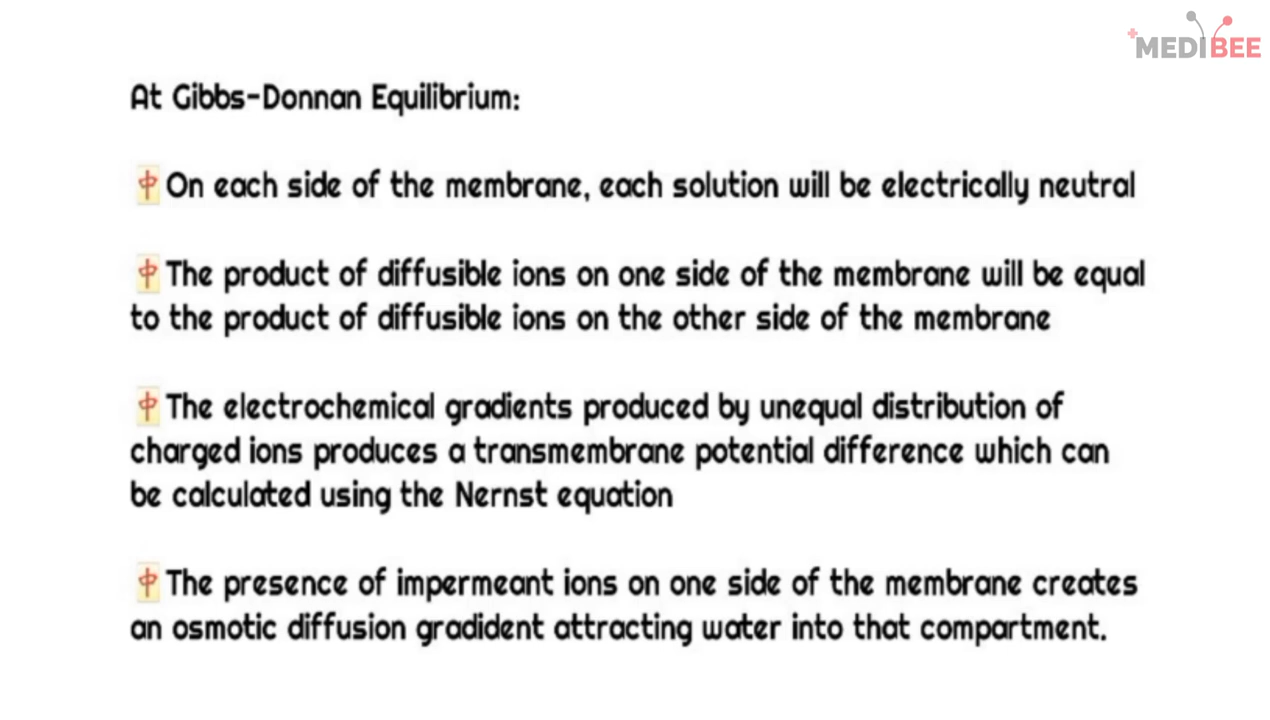 MEDIBEE
At Gibbs-Donnan Equilibrium:
🀄On each side of the membrane, each solution will be electrically neutral
🀄The product of diffusible ions on one side of the membrane will be equal
to the product of diffusible ions on the other side of the membrane
🀄The electrochemical gradients produced by unequal distribution of
charged ions produces a transmembrane potential difference which can
be calculated using the Nernst equation
🀄The presence of impermeant ions on one side of the membrane creates
an osmotic diffusion gradident attracting water into that compartment.